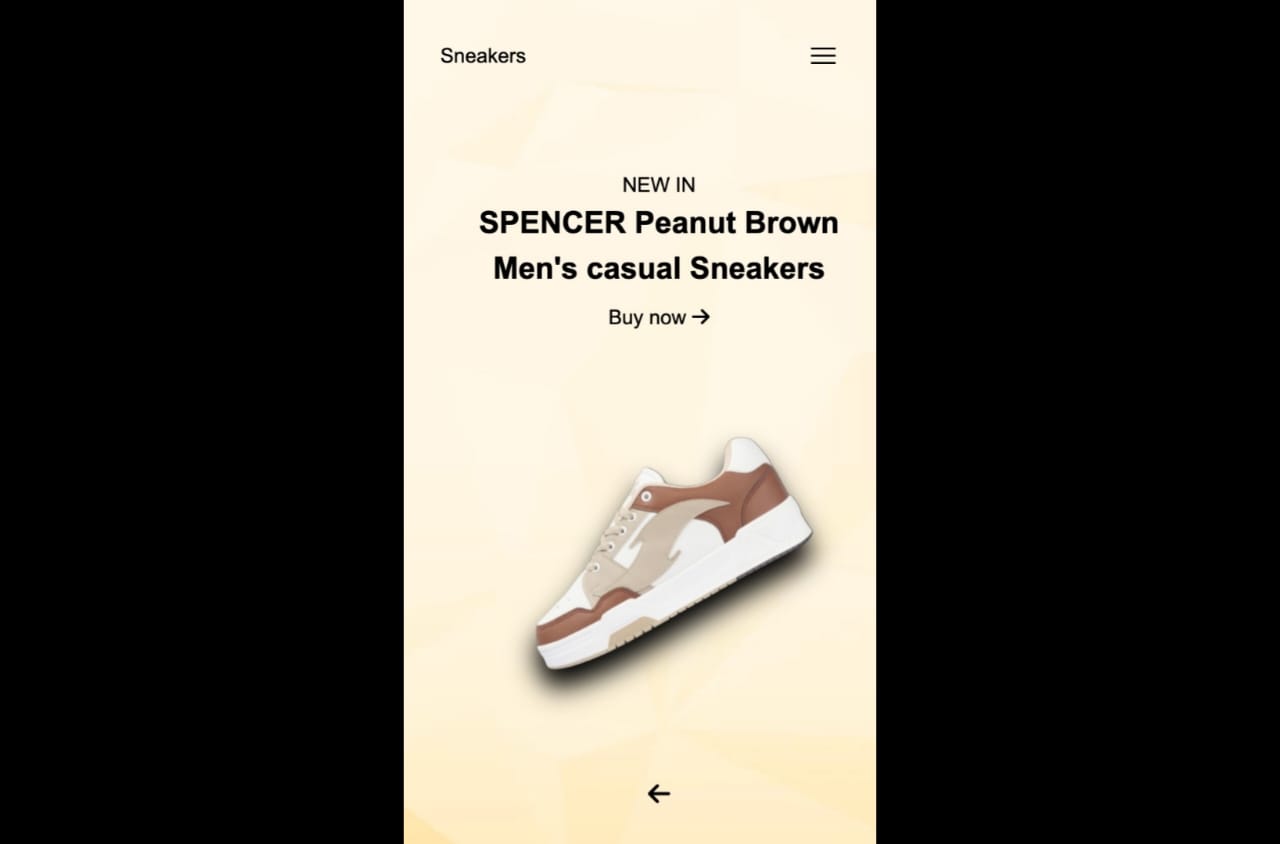 Sneakers
NEW IN
SPENCER Peanut Brown
Men's casual Sneakers
Buy now →
←